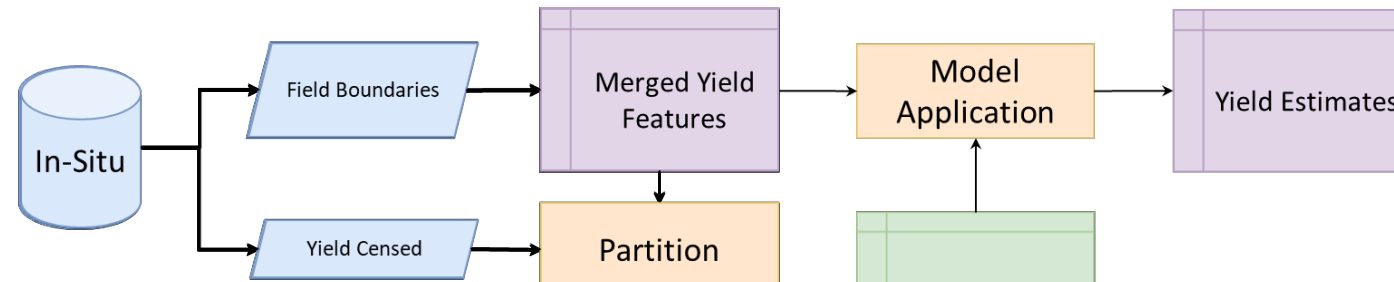 In-Situ
Field Boundaries
Yield Censed
Merged Yield
Features
Partition
Model
Application
Yield Estimates